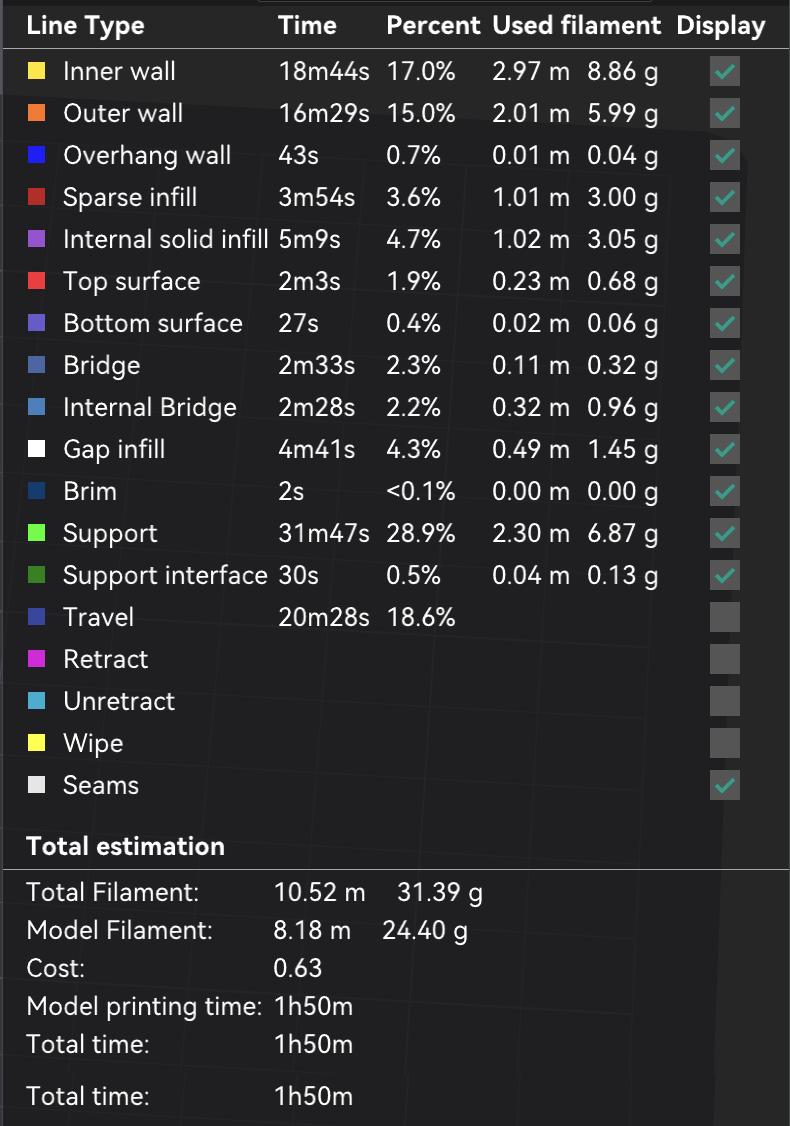 Line Type Time Percent Used filament Display
Inner wall 18m44s 17.0% 2.97 m 8.86 g
Outer wall 16m29s 15.0% 2.01 m 5.99 g
Overhang wall 43s 0.7% 0.01 m 0.04 g
Sparse infill 3m54s 3.6% 1.01 m 3.00 g
Internal solid infill 5m9s 4.7% 1.02 m 3.05 g
Top surface 2m3s 1.9% 0.23 m 0.68 g
Bottom surface 27s 0.4% 0.02 m 0.06 g
Bridge 2m33s 2.3% 0.11 m 0.32 g
Internal Bridge 2m28s 2.2% 0.32 m 0.96 g
Gap infill 4m41s 4.3% 0.49 m 1.45 g
Brim 2s <0.1% 0.00 m 0.00 g
Support 31m47s 28.9% 2.30 m 6.87 g
Support interface 30s 0.5% 0.04 m 0.13 g
Travel 20m28s 18.6%
Retract
Unretract
Wipe
Seams
Total estimation
Total Filament: 10.52 m 31.39 g
Model Filament: 8.18 m 24.40 g
Cost: 0.63
Model printing time: 1h50m
Total time: 1h50m
Total time: 1h50m